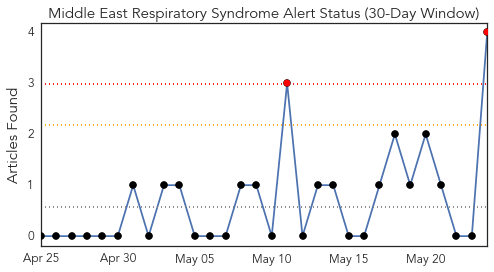 Middle East Respiratory Syndrome Alert Status (30-Day Window)
Articles Found
4
3
2
1
0
Apr 25
Apr 30
May 05
May 10
May 15
May 20